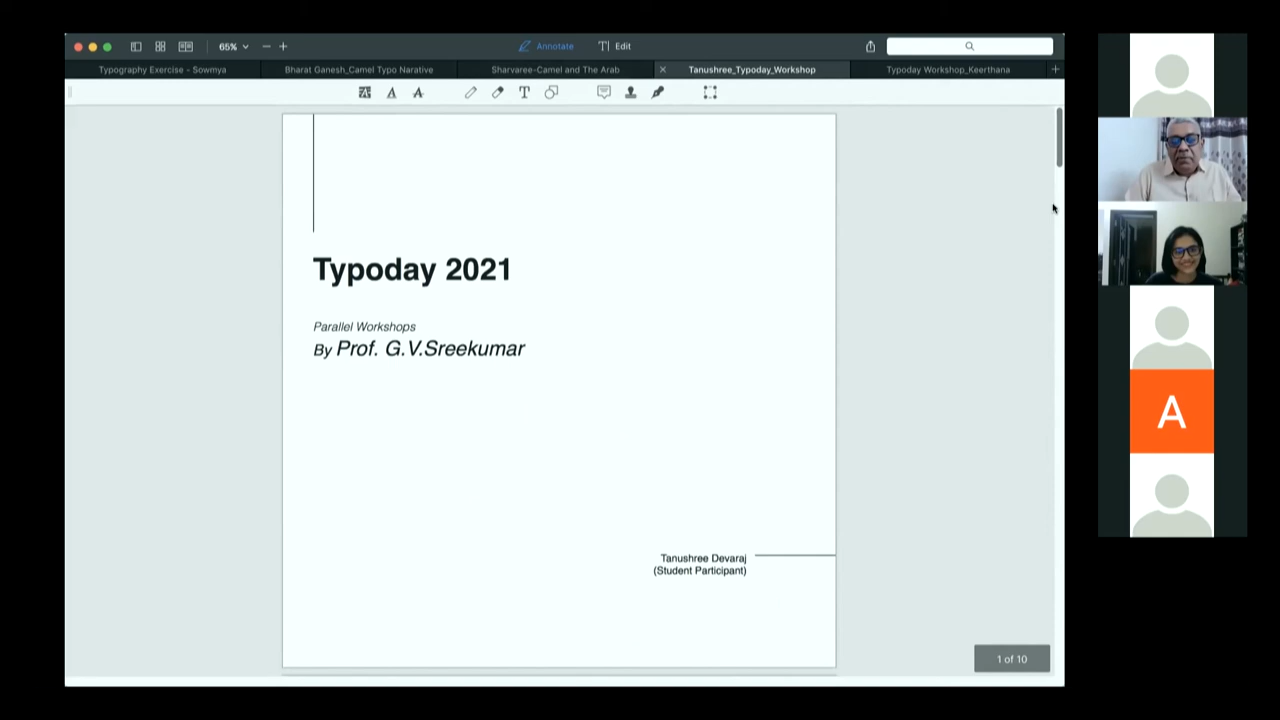 65%
Annotate
Edit
Typography Exercise - Sowmya
Bharat Ganesh_Camel Typo Narative
Sharvaree-Camel and The Arab
Tanushree_Typoday_Workshop
Typoday Workshop_Keerthana
Typoday 2021
Parallel Workshops
By Prof. G.V.Sreekumar
Tanushree Devaraj
(Student Participant)
1 of 10
A